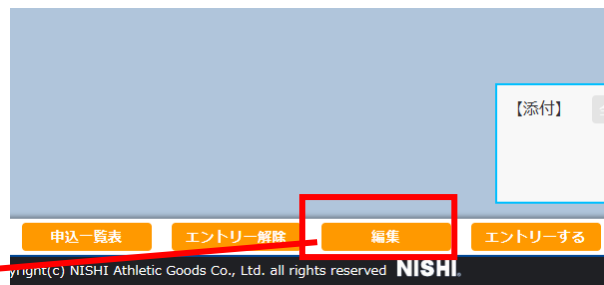 【添付】
申込一覧表 エントリー解除 編集 エントリーする
yright(c) NISHI Athletic Goods Co., Ltd. all rights reserved NISHI.